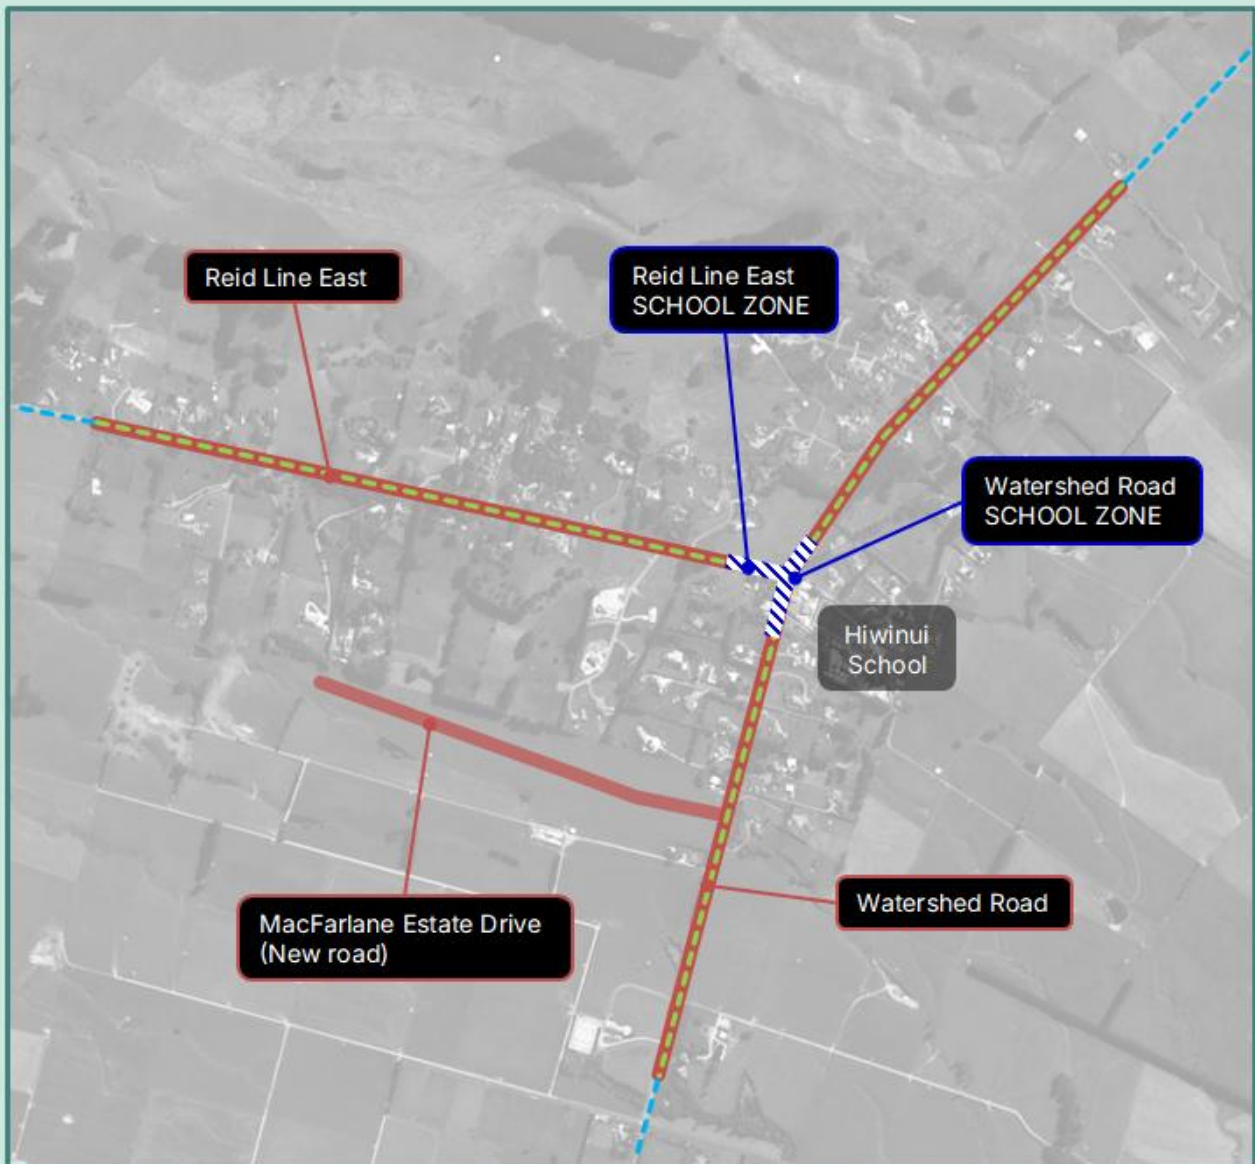 Reid Line East
Reid Line East
SCHOOL ZONE
Watershed Road
SCHOOL ZONE
Hiwinui
School
Watershed Road
MacFarlane Estate Drive
(New road)